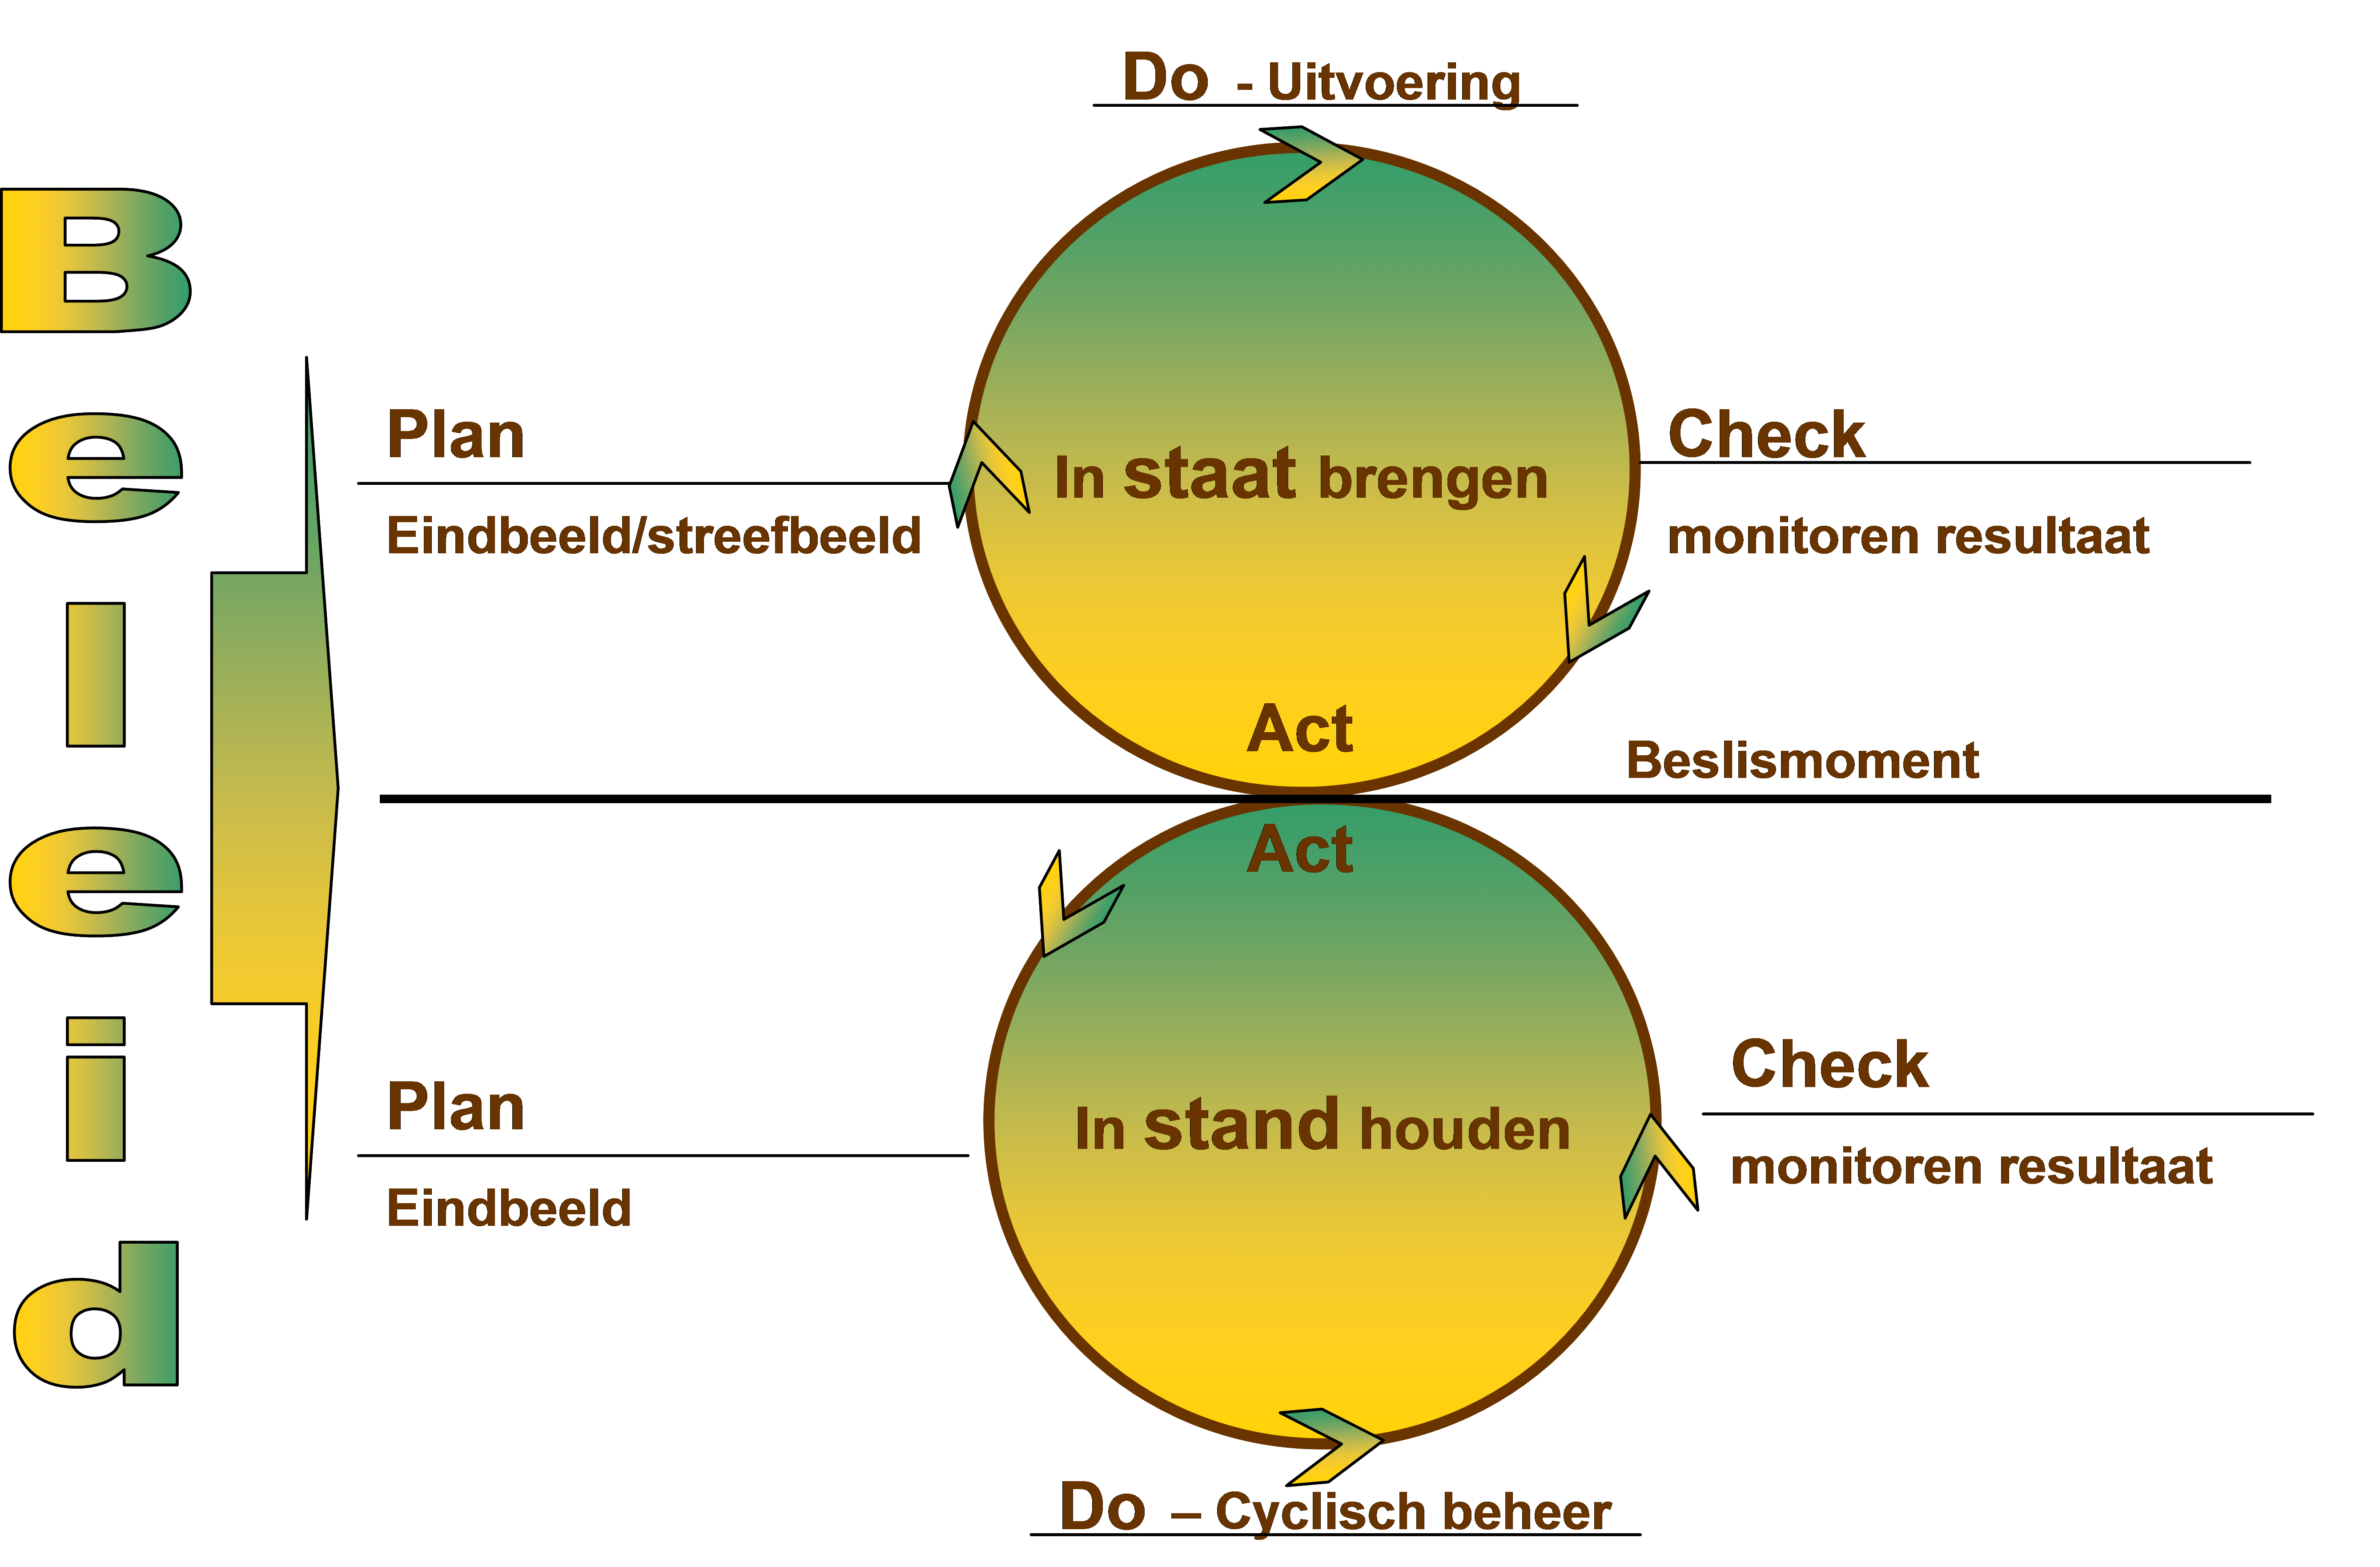 Beleid
Do - Uitvoering
Plan
Eindbeeld/streefbeeld
In staat brengen
Check
monitoren resultaat
Act
Beslismoment
Act
Plan
Eindbeeld
In stand houden
Check
monitoren resultaat
Do – Cyclisch beheer